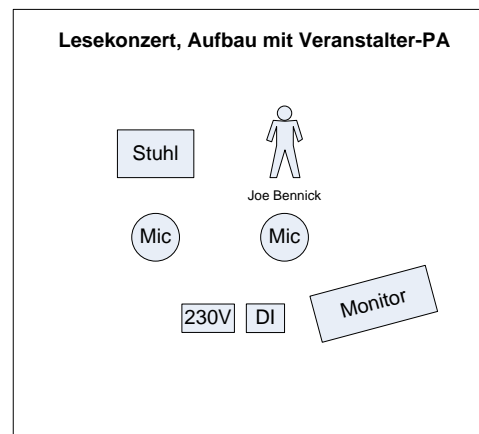 Lesekonzert, Aufbau mit Veranstalter-PA
Stuhl
Joe Bennick
Mic
Mic
230V
DI
Monitor